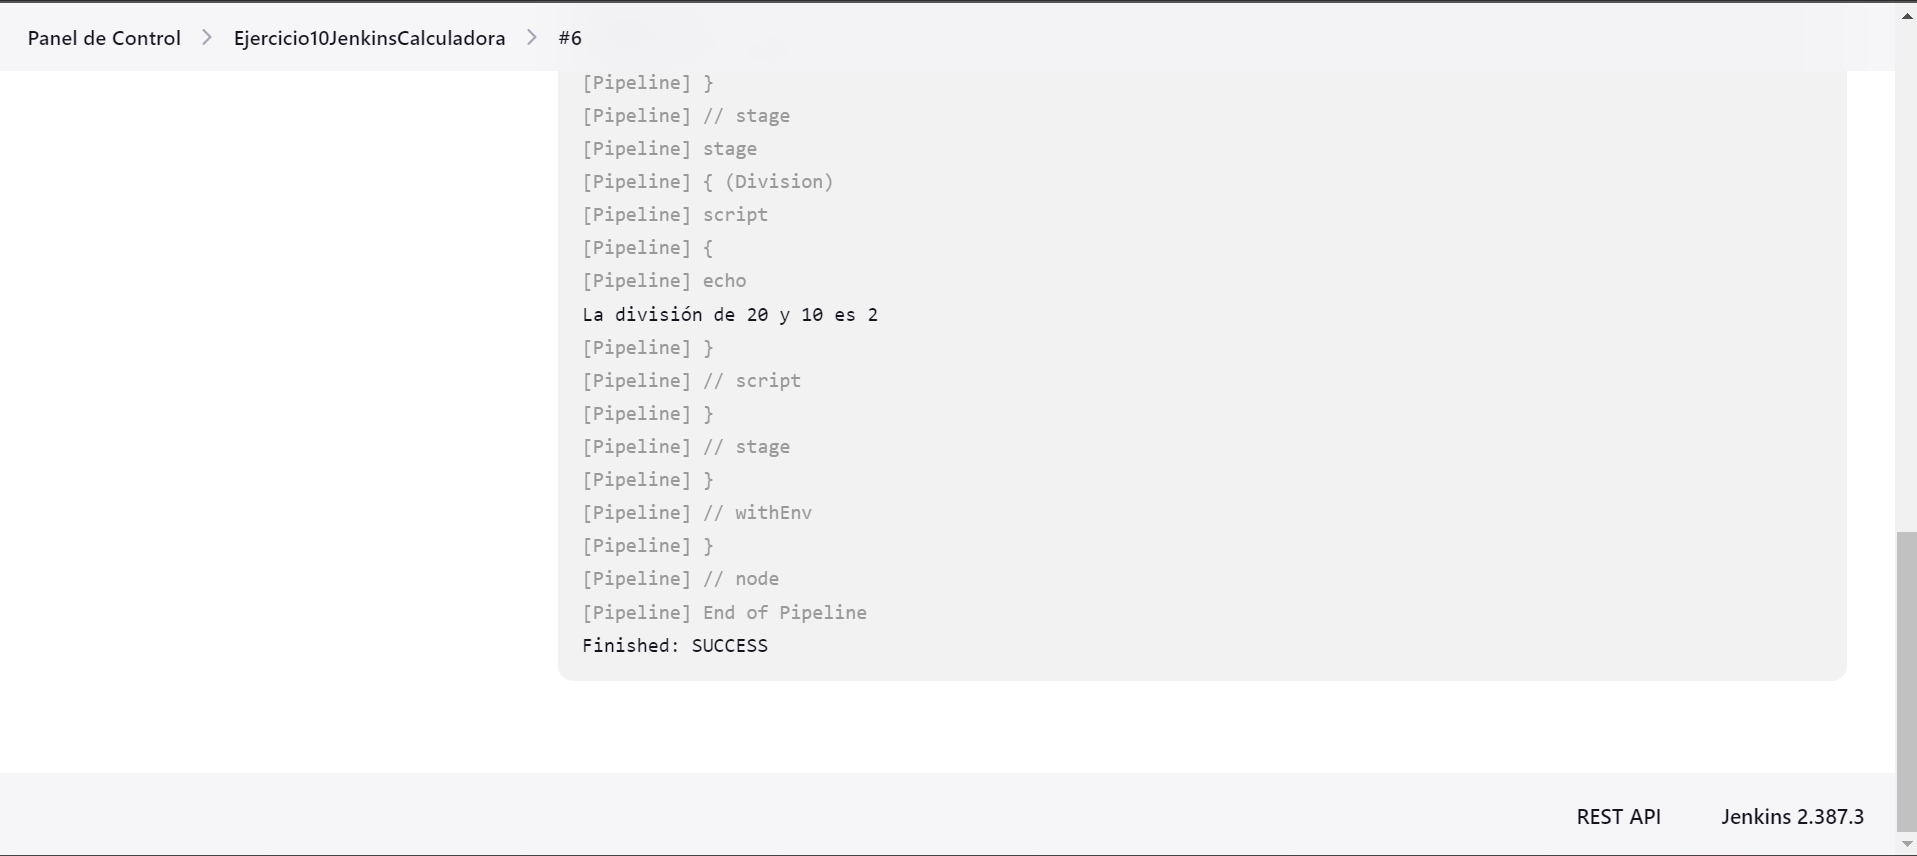 Panel de Control > Ejercicio10JenkinsCalculadora > #6
[Pipeline] }
[Pipeline] // stage
[Pipeline] stage
[Pipeline] { (Division)
[Pipeline] script
[Pipeline] {
[Pipeline] echo
La división de 20 y 10 es 2
[Pipeline] }
[Pipeline] // script
[Pipeline] }
[Pipeline] // stage
[Pipeline] }
[Pipeline] // withEnv
[Pipeline] }
[Pipeline] // node
[Pipeline] End of Pipeline
Finished: SUCCESS
REST API Jenkins 2.387.3